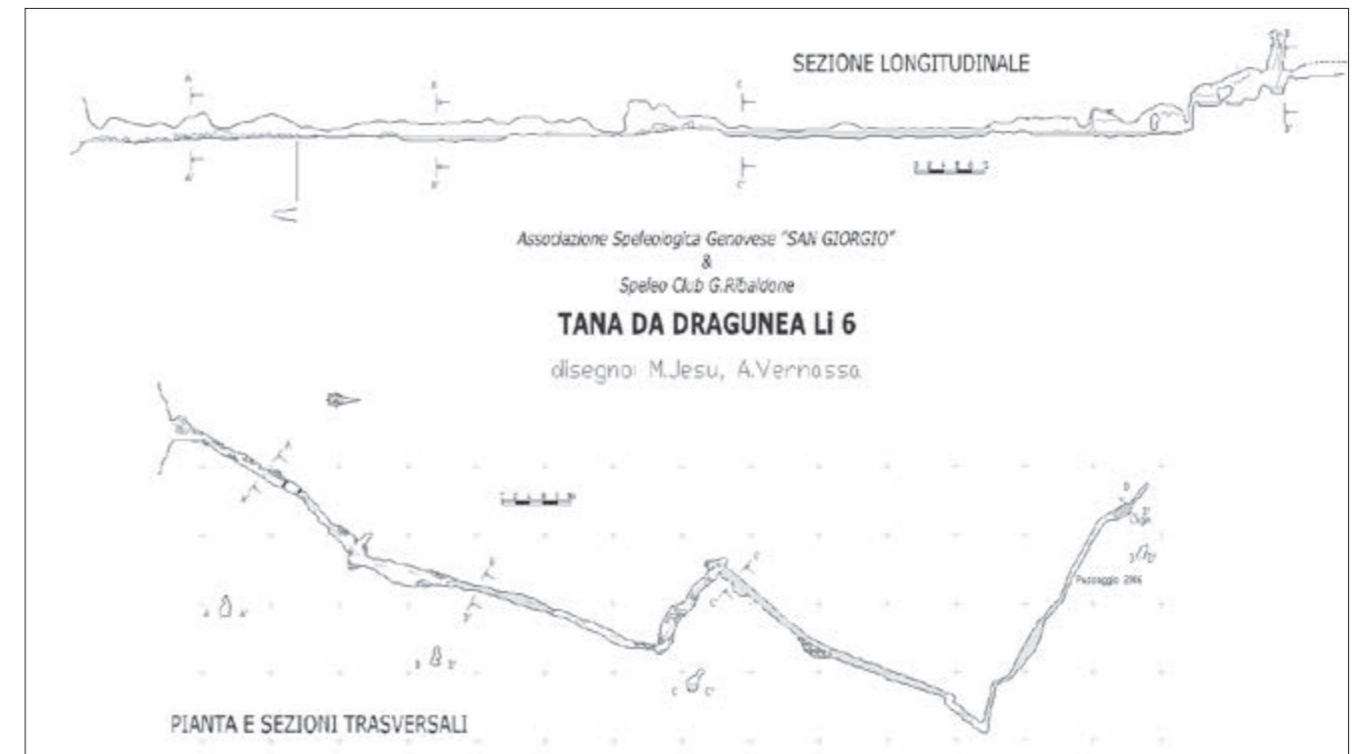 SEZIONE LONGITUDINALE
A
B
C
A'
B'
C'
Associazione Speleologica Genovese "SAN GIORGIO"
&
Speleo Club G.Ribaldone
TANA DA DRAGUNEA Li 6
disegno: M.Jesu, A.Vernassa
A
B
B'
C
C'
D
D'
Passaggio 2006
A A'
B B'
C C'
D D'
PIANTA E SEZIONI TRASVERSALI